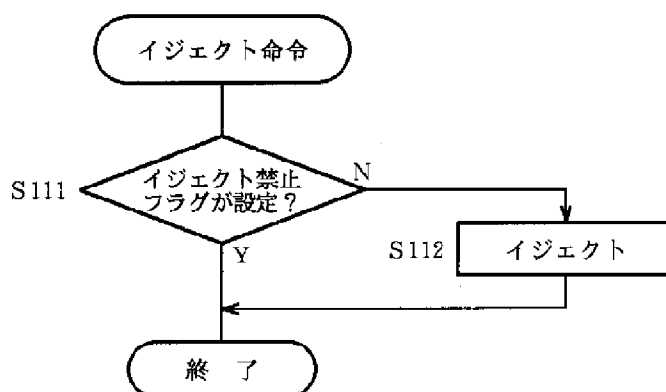 イジェクト命令
S111
イジェクト禁止
フラグが設定？
N
Y
S112
イジェクト
終 了